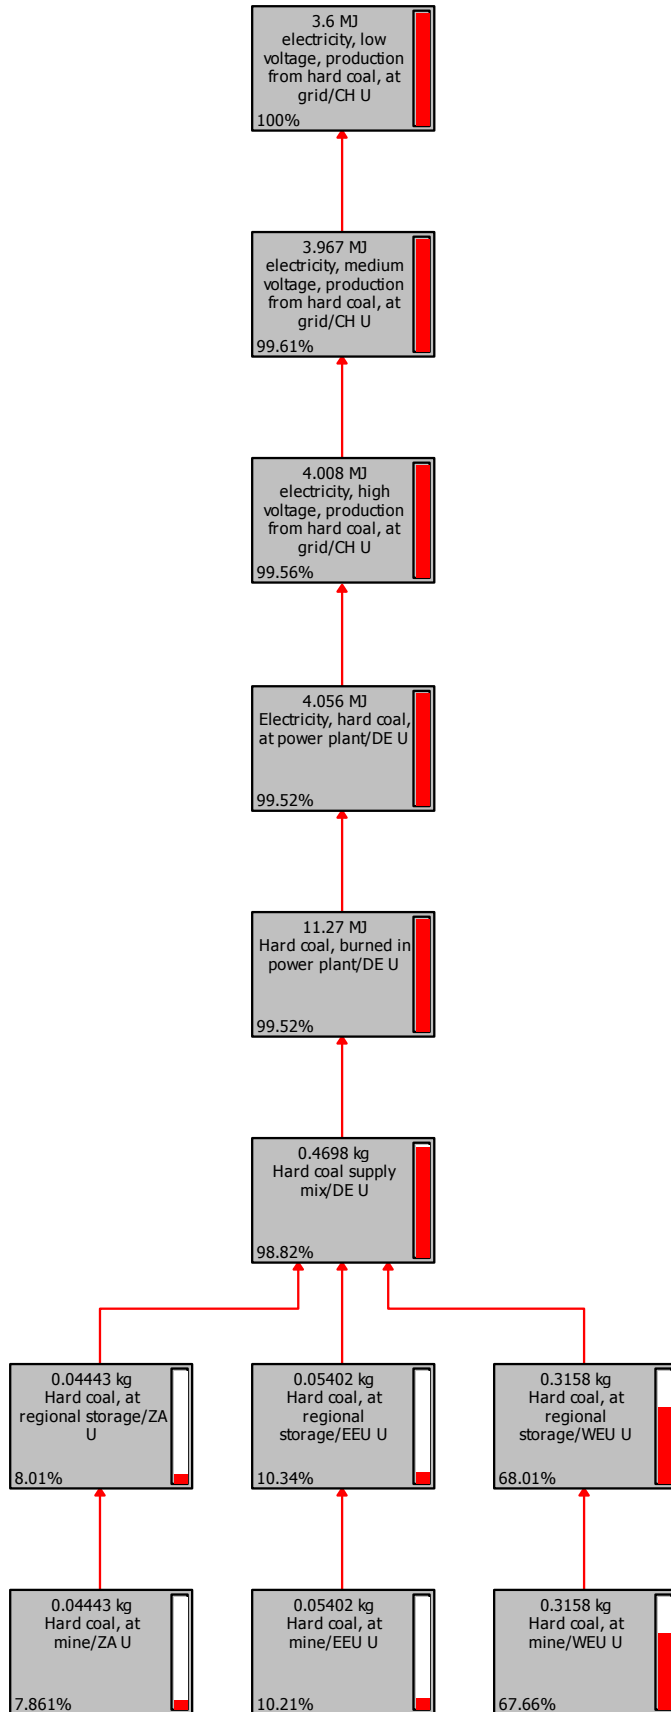 3.6 MJ
electricity, low
voltage, production
from hard coal, at
grid/CH U
100%
3.967 MJ
electricity, medium
voltage, production
from hard coal, at
grid/CH U
99.61%
4.008 MJ
electricity, high
voltage, production
from hard coal, at
grid/CH U
99.56%
4.056 MJ
Electricity, hard coal,
at power plant/DE U
99.52%
11.27 MJ
Hard coal, burned in
power plant/DE U
99.52%
0.4698 kg
Hard coal supply
mix/DE U
98.82%
0.04443 kg
Hard coal, at
regional storage/ZA
U
8.01%
0.05402 kg
Hard coal, at
regional
storage/EEU U
10.34%
0.3158 kg
Hard coal, at
regional
storage/WEU U
68.01%
0.04443 kg
Hard coal, at
mine/ZA U
7.861%
0.05402 kg
Hard coal, at
mine/EEU U
10.21%
0.3158 kg
Hard coal, at
mine/WEU U
67.66%